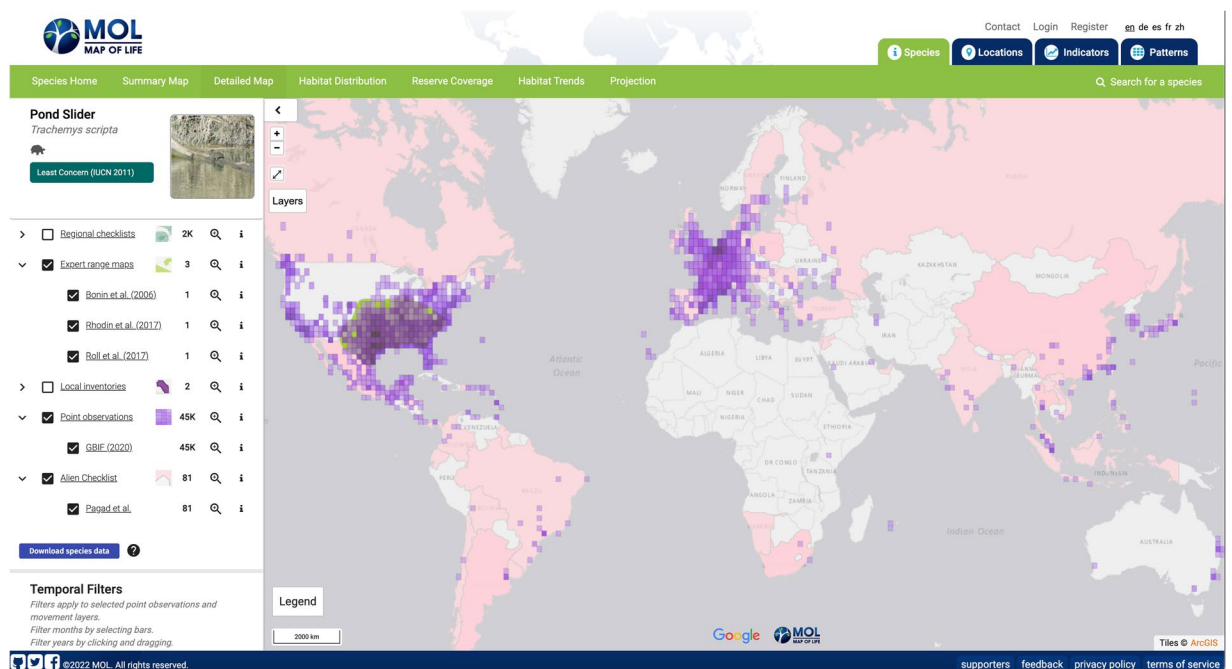 MOL
MAP OF LIFE
Contact Login Register en de es fr zh
Species Locations Indicators Patterns
Species Home Summary Map Detailed Map Habitat Distribution Reserve Coverage Habitat Trends Projection Search for a species
Pond Slider
Trachemys scripta
Least Concern (IUCN 2011)
Layers
Regional checklists 2K
Expert range maps 3
Bonin et al. (2006) 1
Rhodin et al. (2017) 1
Roll et al. (2017) 1
Local inventories 2
Point observations 45K
GBIF (2020) 45K
Alien Checklist 81
Pagad et al. 81
Download species data ?
Temporal Filters
Filters apply to selected point observations and
movement layers.
Filter months by selecting bars.
Filter years by clicking and dragging.
NORWAY
FINLAND
UKRAINE
KAZAKHSTAN
MONGOLIA
IRAN
Atlantic
Ocean
ALGERIA
LIBYA
EGYPT
SAUDI ARABIA
Pacific
MALI
NIGER
CHAD
SUDAN
NIGERIA
ETHIOPIA
VENEZUELA
DR CONGO
TANZANIA
PERU
BRAZIL
ANGOLA
ZAMBIA
INDONESIA
Indian Ocean
AUSTRALIA
Legend
2000 km
Google
MOL
MAP OF LIFE
Tiles © ArcGIS
©2022 MOL. All rights reserved.
supporters feedback privacy policy terms of service